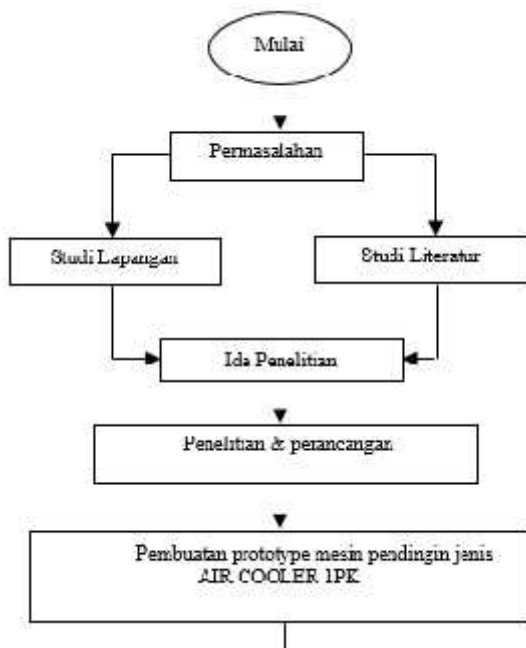 Mulai
Permasalahan
Studi Lapangan
Studi Literatur
Ide Penelitian
Penelitian & perancangan
Pembuatan prototype mesin pendingin jenis
AIR COOLER 1PK